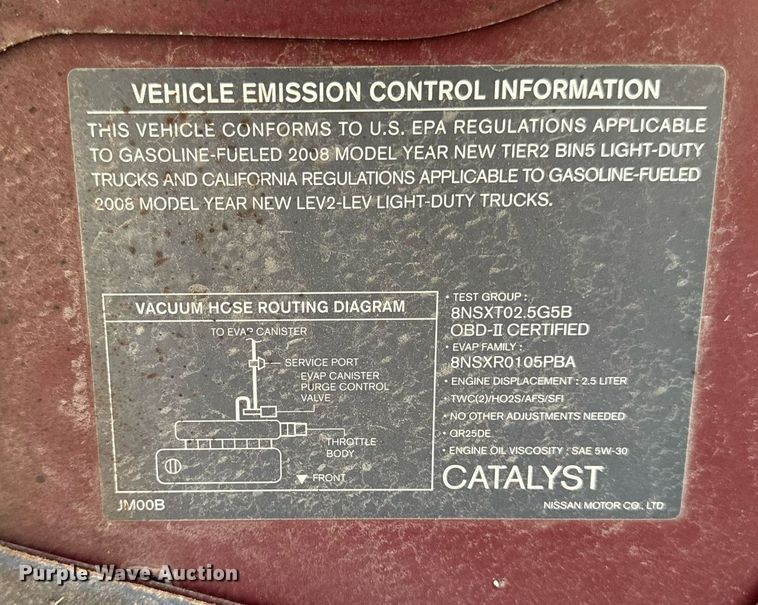 VEHICLE EMISSION CONTROL INFORMATION
THIS VEHICLE CONFORMS TO U.S. EPA REGULATIONS APPLICABLE
TO GASOLINE-FUELED 2008 MODEL YEAR NEW TIER2 BIN5 LIGHT-DUTY
TRUCKS AND CALIFORNIA REGULATIONS APPLICABLE TO GASOLINE-FUELED
2008 MODEL YEAR NEW LEV2-LEV LIGHT-DUTY TRUCKS.
VACUUM HOSE ROUTING DIAGRAM
TO EVAP CANISTER
SERVICE PORT
EVAP CANISTER
PURGE CONTROL
VALVE
THROTTLE
BODY
▼ FRONT
JM00B
• TEST GROUP :
8NSXT02.5G5B
OBD-II CERTIFIED
• EVAP FAMILY :
8NSXR0105PBA
• ENGINE DISPLACEMENT : 2.5 LITER
• TWC(2)/HO2S/AFS/SFI
• NO OTHER ADJUSTMENTS NEEDED
• QR25DE
• ENGINE OIL VISCOSITY : SAE 5W-30
CATALYST
NISSAN MOTOR CO., LTD
Purple Wave Auction